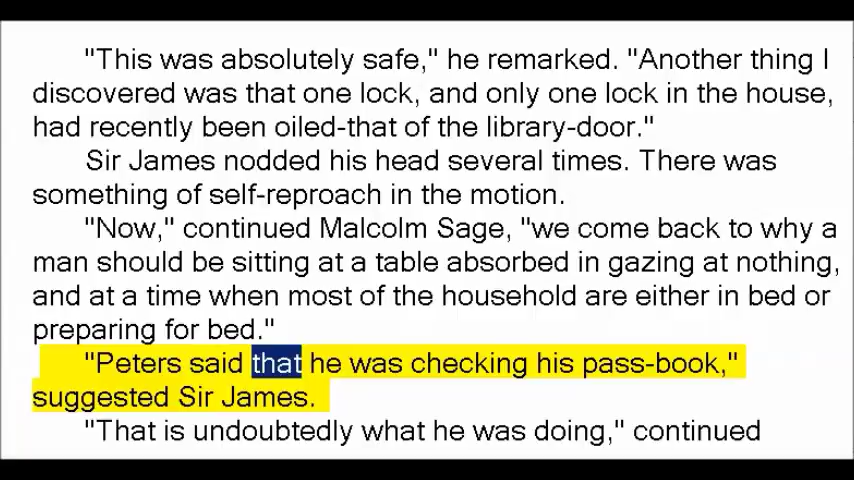 "This was absolutely safe," he remarked. "Another thing I
discovered was that one lock, and only one lock in the house,
had recently been oiled-that of the library-door."
Sir James nodded his head several times. There was
something of self-reproach in the motion.
"Now," continued Malcolm Sage, "we come back to why a
man should be sitting at a table absorbed in gazing at nothing,
and at a time when most of the household are either in bed or
preparing for bed."
"Peters said that he was checking his pass-book,"
suggested Sir James.
"That is undoubtedly what he was doing," continued